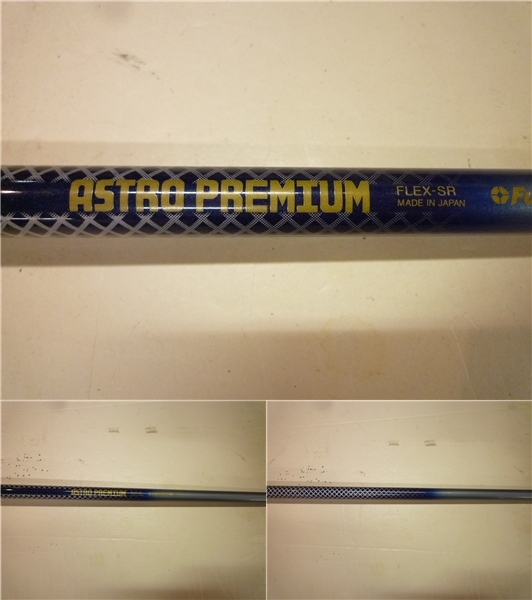 ASTRO PREMIUM FLEX-SR
MADE IN JAPAN
ASTRO PREMIUM